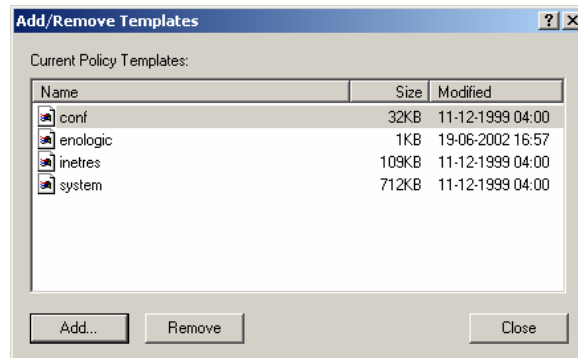 Add/Remove Templates
Current Policy Templates:
Name Size Modified
conf 32KB 11-12-1999 04:00
enologic 1KB 19-06-2002 16:57
inetres 109KB 11-12-1999 04:00
system 712KB 11-12-1999 04:00
Add... Remove Close